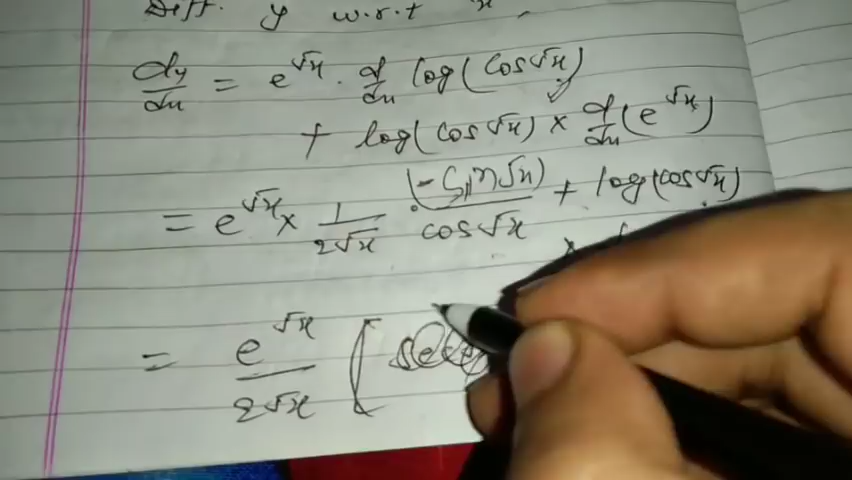 Diff. y w.r.t x,
dy/dx = e^√x . d/dx log(cos√x)
+ log(cos√x) × d/dx (e^√x)
= e^√x × 1/2√x . (-sin√x)/cos√x + log(cos√x)
×
= e^√x/2√x [